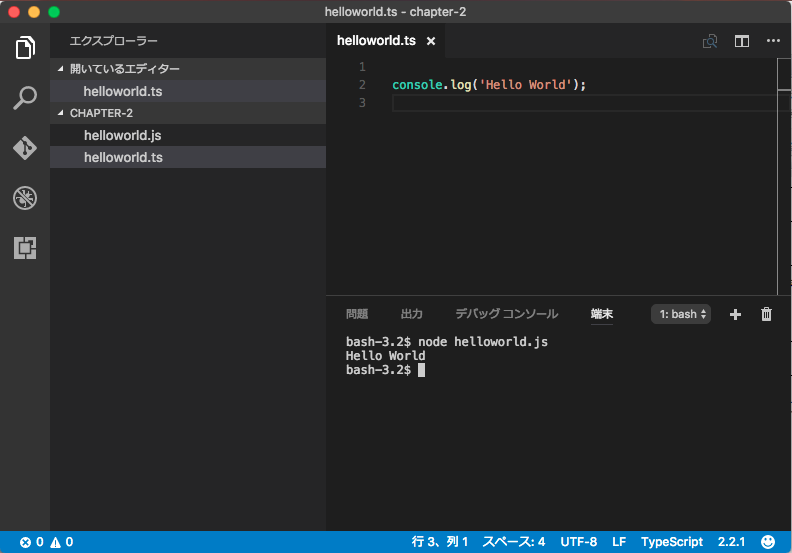 helloworld.ts - chapter-2
エクスプローラー
開いているエディター
helloworld.ts
CHAPTER-2
helloworld.js
helloworld.ts
helloworld.ts
1
2 console.log('Hello World');
3
問題 出力 デバッグ コンソール 端末 1: bash
bash-3.2$ node helloworld.js
Hello World
bash-3.2$
0 0 行 3、列 1 スペース: 4 UTF-8 LF TypeScript 2.2.1